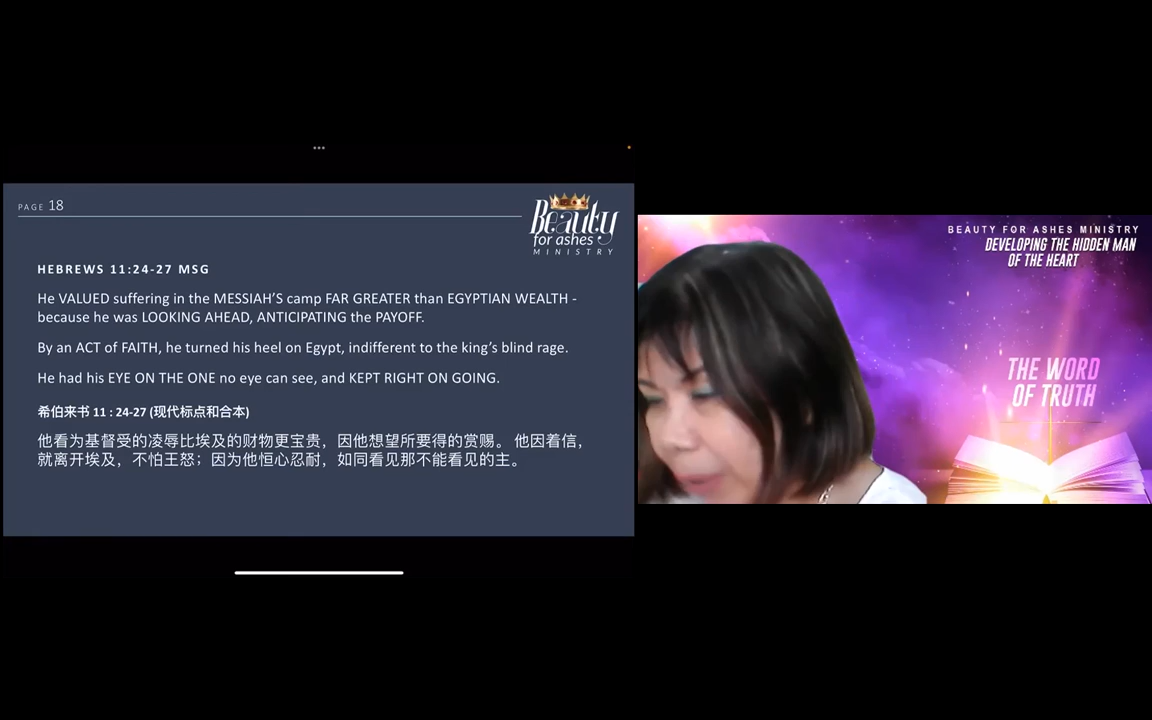 PAGE 18
Beauty
for ashes
MINISTRY
HEBREWS 11:24-27 MSG
He VALUED suffering in the MESSIAH'S camp FAR GREATER than EGYPTIAN WEALTH -
because he was LOOKING AHEAD, ANTICIPATING the PAYOFF.
By an ACT of FAITH, he turned his heel on Egypt, indifferent to the king's blind rage.
He had his EYE ON THE ONE no eye can see, and KEPT RIGHT ON GOING.
希伯来书 11 : 24-27 (现代标点和合本)
他看为基督受的凌辱比埃及的财物更宝贵，因他想望所要得的赏赐。 他因着信，
就离开埃及，不怕王怒；因为他恒心忍耐，如同看见那不能看见的主。
BEAUTY FOR ASHES MINISTRY
DEVELOPING THE HIDDEN MAN
OF THE HEART
THE WORD
OF TRUTH